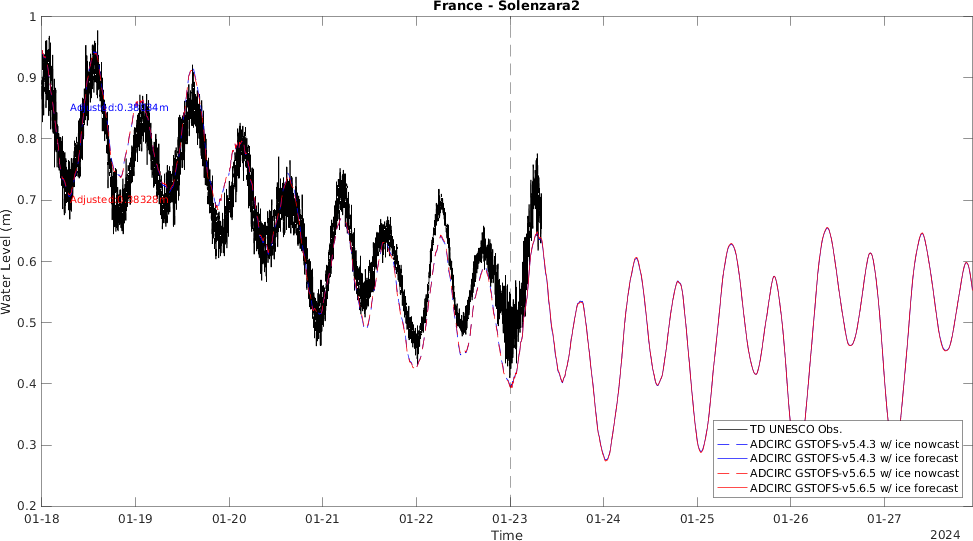 France - Solenzara2
Water Level (m)
1
0.9
0.8
0.7
0.6
0.5
0.4
0.3
0.2
Adjusted:
Adjusted:
TD UNESCO Obs.
ADCIRC GSTOFS-v5.4.3 w/ ice nowcast
ADCIRC GSTOFS-v5.4.3 w/ ice forecast
ADCIRC GSTOFS-v5.6.5 w/ ice nowcast
ADCIRC GSTOFS-v5.6.5 w/ ice forecast
01-18 01-19 01-20 01-21 01-22 01-23 01-24 01-25 01-26 01-27
Time
2024